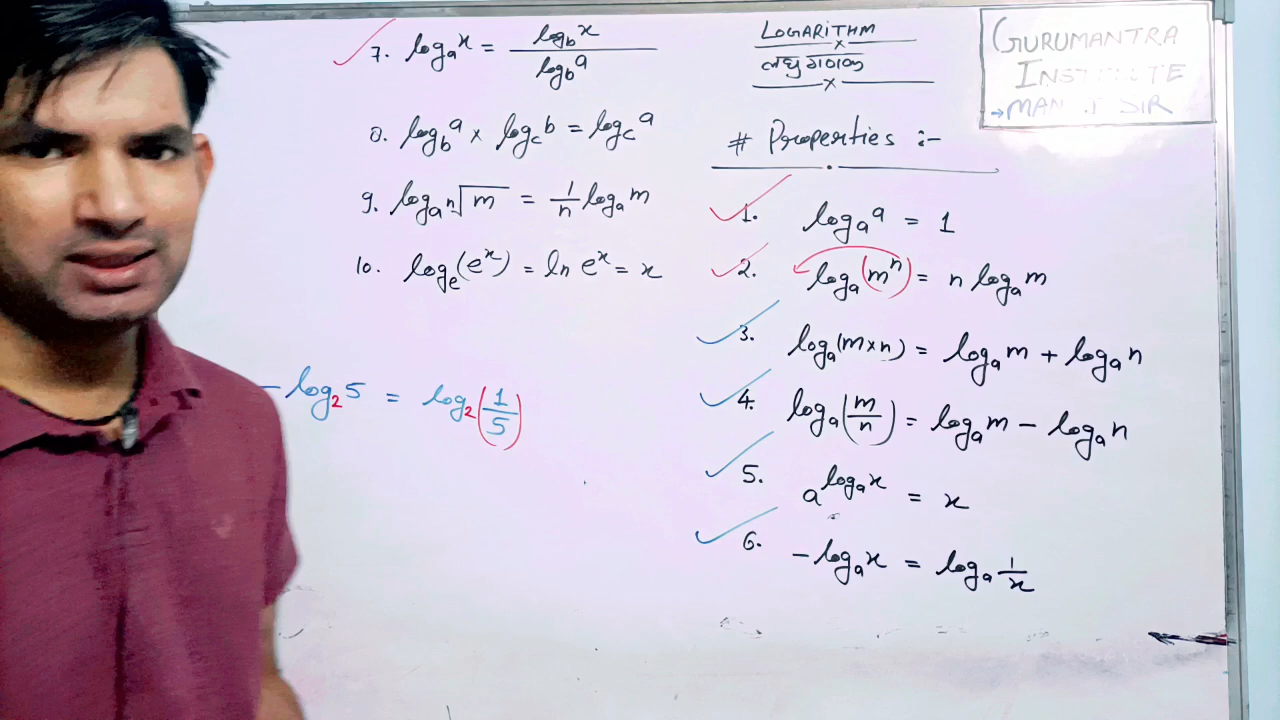 LOGARITHM
लघुगणक
GURUMANTRA
INSTITUTE
→ MAN DIR
# Properties :-
1. logₐa = 1
2. logₐ(mⁿ) = n logₐm
3. logₐ(m×n) = logₐm + logₐn
4. logₐ(m/n) = logₐm - logₐn
5. a^(logₐx) = x
6. -logₐx = logₐ 1/x
7. logₐx = log_b x / log_b a
8. log_b a × log_c b = log_c a
9. logₐ ⁿ√m = 1/n logₐm
10. logₑ(eˣ) = ln eˣ = x
- log₂5 = log₂(1/5)